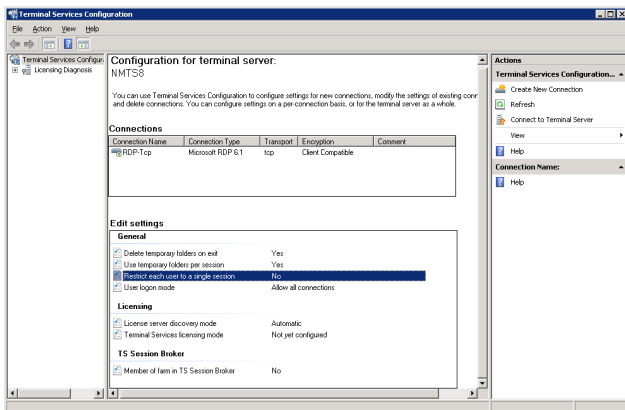 Terminal Services Configuration
File Action View Help
Terminal Services Configur
Licensing Diagnosis
Configuration for terminal server:
NMTS8
You can use Terminal Services Configuration to configure settings for new connections, modify the settings of existing conr
and delete connections. You can configure settings on a per-connection basis, or for the terminal server as a whole.
Connections
Connection Name Connection Type Transport Encryption Comment
RDP-Tcp Microsoft RDP 6.1 tcp Client Compatible
Edit settings
General
Delete temporary folders on exit Yes
Use temporary folders per session Yes
Restrict each user to a single session No
User logon mode Allow all connections
Licensing
License server discovery mode Automatic
Terminal Services licensing mode Not yet configured
TS Session Broker
Member of farm in TS Session Broker No
Actions
Terminal Services Configuration...
Create New Connection
Refresh
Connect to Terminal Server
View
Help
Connection Name:
Help